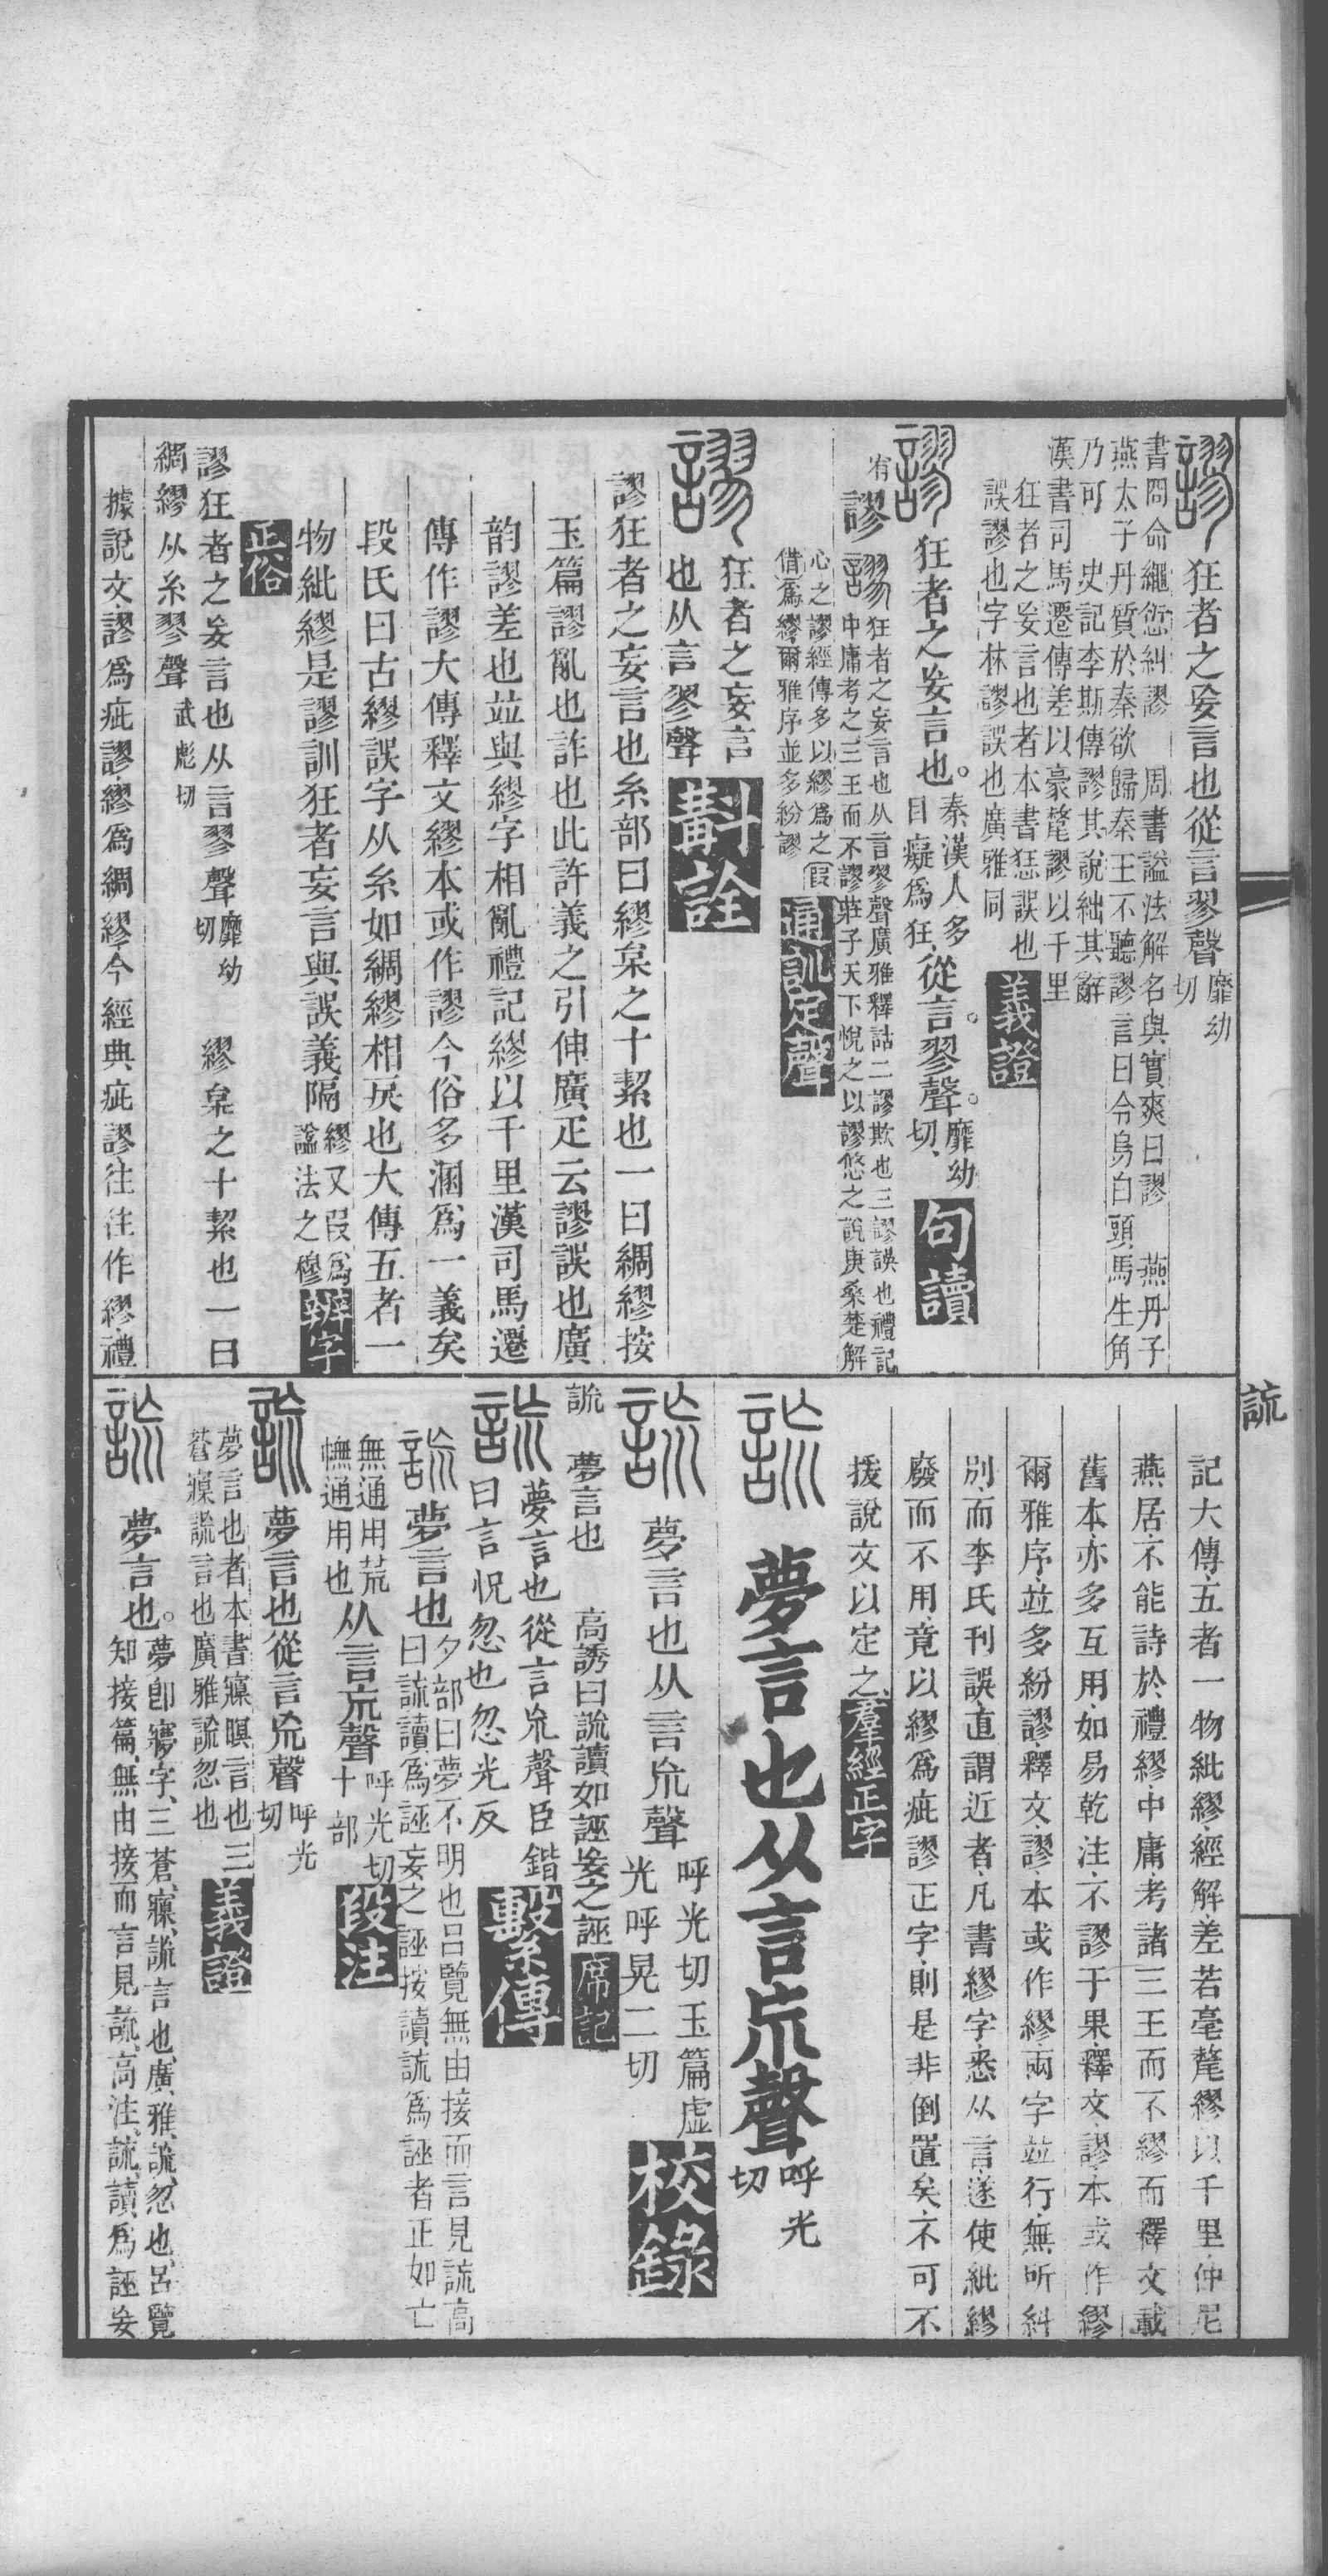 謬狂者之妄言也從言翏聲靡幼切
書冏命繩愆糾謬　周書謚法解名與實爽曰謬　燕丹子
燕太子丹質於秦欲歸秦王不聽謬言曰令烏白頭馬生角
乃可　史記李斯傳謬其說絀其辭
漢書司馬遷傳差以豪氂謬以千里
狂者之妄言也者本書狂誤也
誤謬也字林謬誤也廣雅同義證
謬狂者之妄言也。秦漢人多目癡爲狂、從言。翏聲。靡幼切、句讀
有謬謬狂者之妄言也从言翏聲廣雅釋詁二謬欺也三謬誤也禮記
中庸考之三王而不謬莊子天下悅之以謬悠之說庚桑楚解
心之謬經傳多以繆爲之假
借爲繆爾雅序並多紛謬通訓定聲
謬狂者之妄言
也从言翏聲斠詮
謬狂者之妄言也糸部曰繆枲之十絜也一曰綢繆按
玉篇謬亂也詐也此許義之引伸廣疋云謬誤也廣
韵謬差也竝與繆字相亂禮記繆以千里漢司馬遷
傳作謬大傳釋文繆本或作謬今俗多溷爲一義矣
段氏曰古繆誤字从糸如綢繆相戾也大傳五者一
物紕繆是謬訓狂者妄言與誤義隔繆又叚爲謚法之穆辨字
正俗
謬狂者之妄言也从言翏聲靡幼切　繆枲之十絜也一曰
綢繆从糸翏聲武彪切
據說文、謬爲疵謬、繆爲綢繆、今經典疵謬、往往作繆、禮
記大傳五者一物紕繆、經解差若毫氂、繆以千里、仲尼
燕居、不能詩於禮繆、中庸、考諸三王而不繆、而釋文載
舊本、亦多互用、如易乾注、不謬于果、釋文、謬本或作繆、
爾雅序、竝多紛謬、釋文、謬、本或作繆、兩字竝行、無所糾
別、而李氏刊誤、直謂近者、凡書繆字、悉从言、遂使紕繆
廢而不用、竟以繆爲疵謬正字、則是非倒置矣、不可不
援說文以定之、羣經正字
𧧢夢言也从言㠩聲呼光切
𧧢夢言也从言㠩聲呼光切玉篇虛光呼晃二切校錄
𧧢　夢言也　高誘曰𧧢讀如誣妄之誣席記
𧧢夢言也從言㠩聲臣鍇
曰言怳忽也忽光反繫傳
𧧢夢言也夕部曰夢不明也呂覽無由接而言見𧧢高
曰𧧢讀爲誣妄之誣按讀𧧢爲誣者正如亡
無通用荒
幠通用也从言㠩聲呼光切十部段注
𧧢夢言也從言㠩聲呼光切
夢言也者本書㝱瞑言也三
蒼㝱𧧢言也廣雅𧧢忽也義證
𧧢夢言也。夢卽㝱字、三蒼、㝱、𧧢言也、廣雅、𧧢、忽也、呂覽
知接篇、無由接、而言見𧧢、高注、𧧢、讀爲誣妄
𧧢